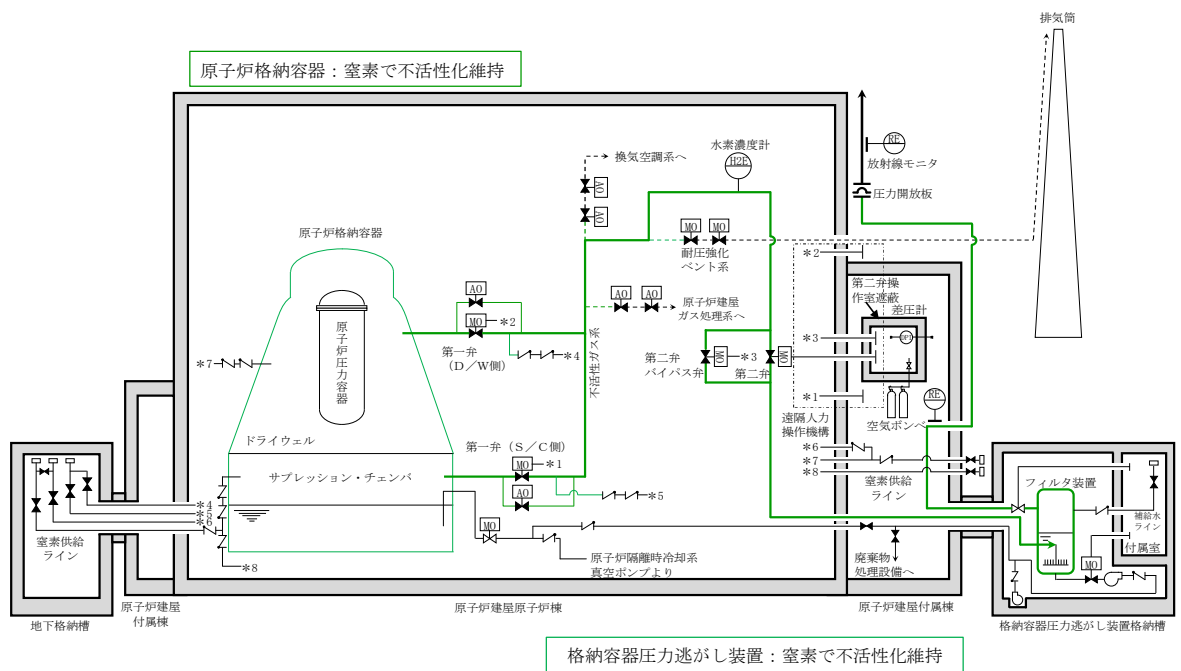 排気筒
原子炉格納容器：窒素で不活性化維持
水素濃度計
H2E
換気空調系へ
AO
AO
RE
放射線モニタ
圧力開放板
原子炉格納容器
MO
MO
耐圧強化
ベント系
＊2
第二弁操
作室遮蔽
差圧計
DPI
AO
MO
＊2
AO
AO
原子炉建屋
ガス処理系へ
原子炉圧力容器
第一弁
（D／W側）
＊4
不活性ガス系
第二弁
バイパス弁
MO
＊3
第二弁
MO
＊3
＊7
＊1
RE
空気ボンベ
遠隔人力
操作機構
ドライウェル
第一弁（S／C側）
＊6
＊7
＊8
窒素供給
ライン
サプレッション・チェンバ
MO
＊1
AO
＊5
フィルタ装置
補給水
ライン
付属室
MO
＊4
＊5
＊6
窒素供給
ライン
＊8
MO
原子炉隔離時冷却系
真空ポンプより
廃棄物
処理設備へ
原子炉建屋
付属棟
原子炉建屋原子炉棟
原子炉建屋付属棟
地下格納槽
格納容器圧力逃がし装置格納槽
格納容器圧力逃がし装置：窒素で不活性化維持